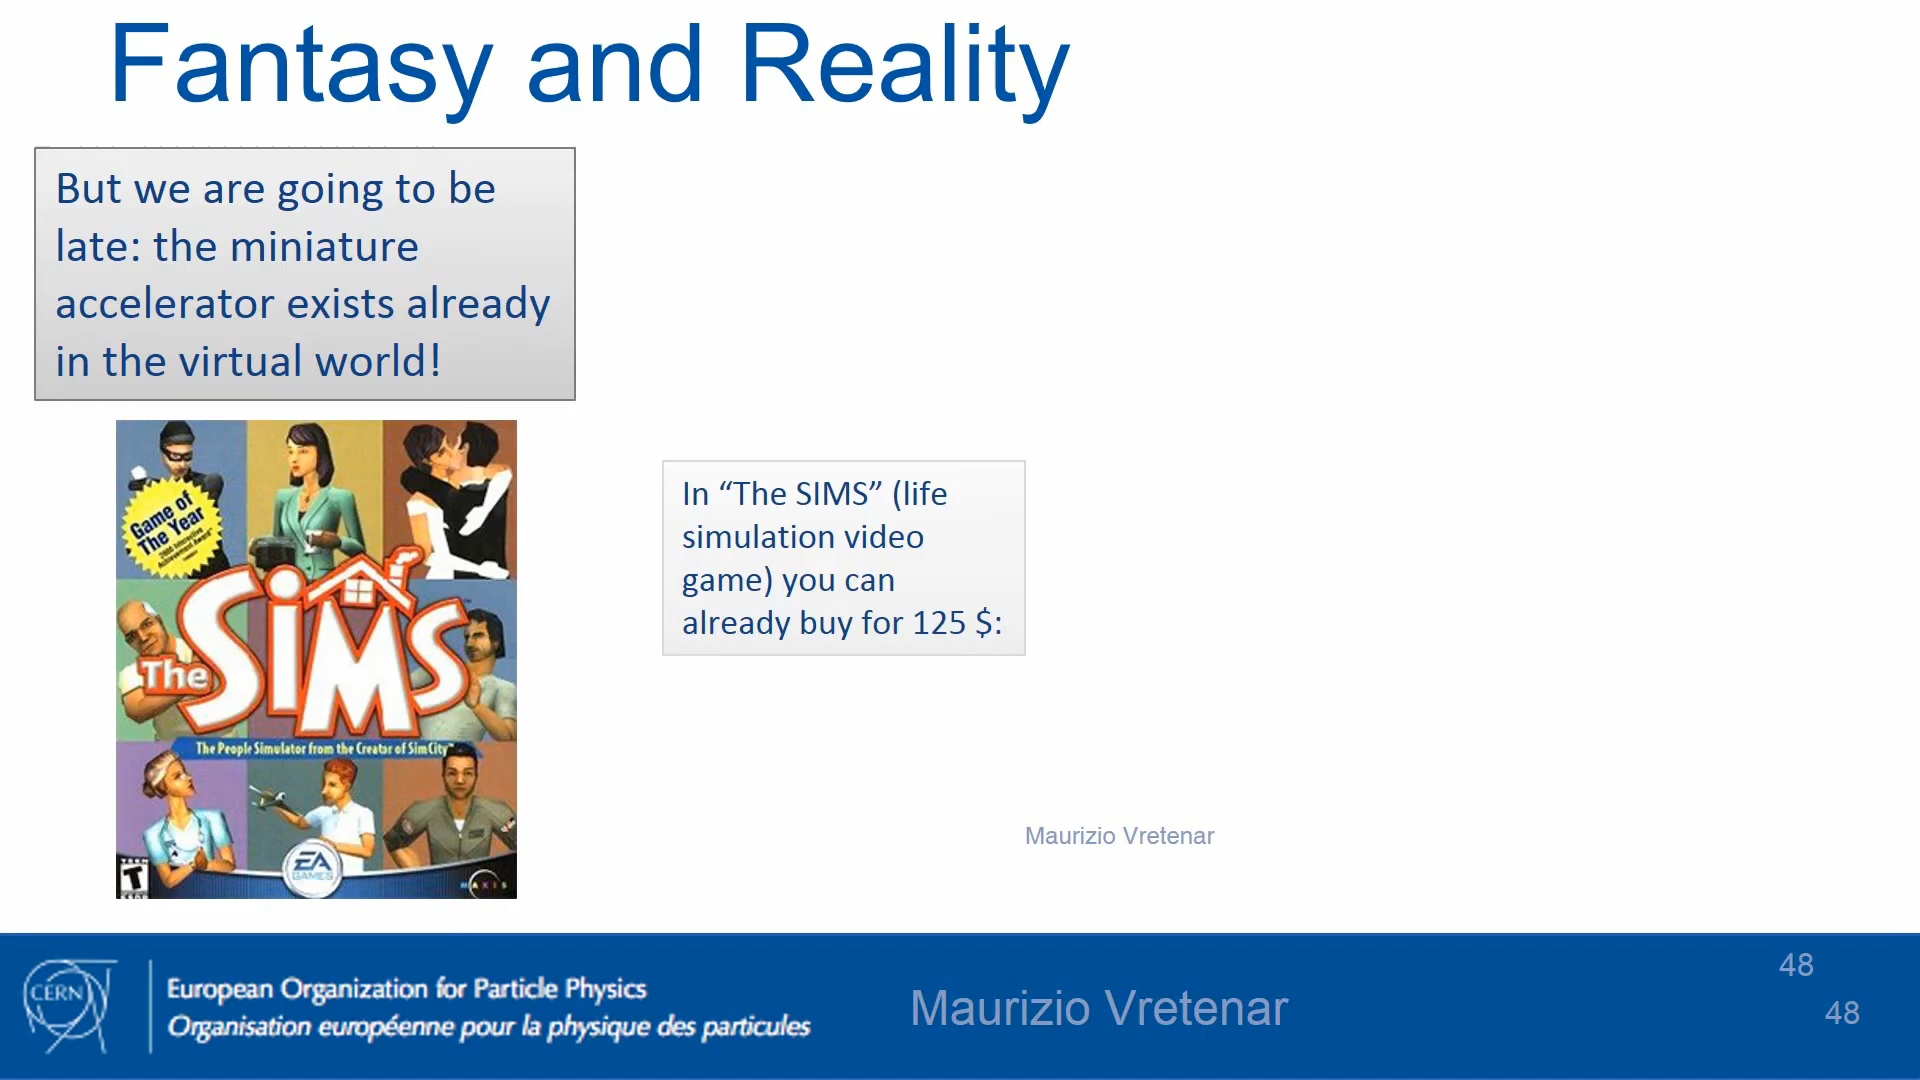 Fantasy and Reality
But we are going to be
late: the miniature
accelerator exists already
in the virtual world!
Game of
The Year
The
SIMS
The People Simulator from the Creator of SimCity
EA
GAMES
TEEN
T
MAXIS
In “The SIMS” (life
simulation video
game) you can
already buy for 125 $:
Maurizio Vretenar
CERN
European Organization for Particle Physics
Organisation européenne pour la physique des particules
Maurizio Vretenar
48
48